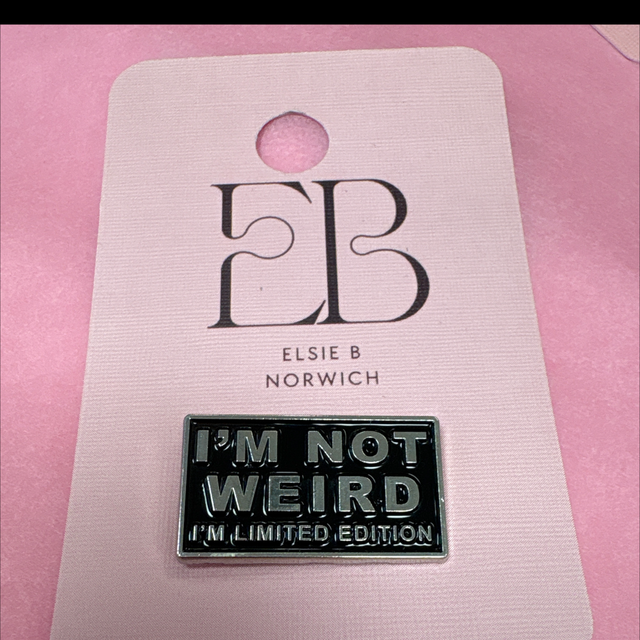 EB
ELSIE B
NORWICH
I'M NOT
WEIRD
I'M LIMITED EDITION